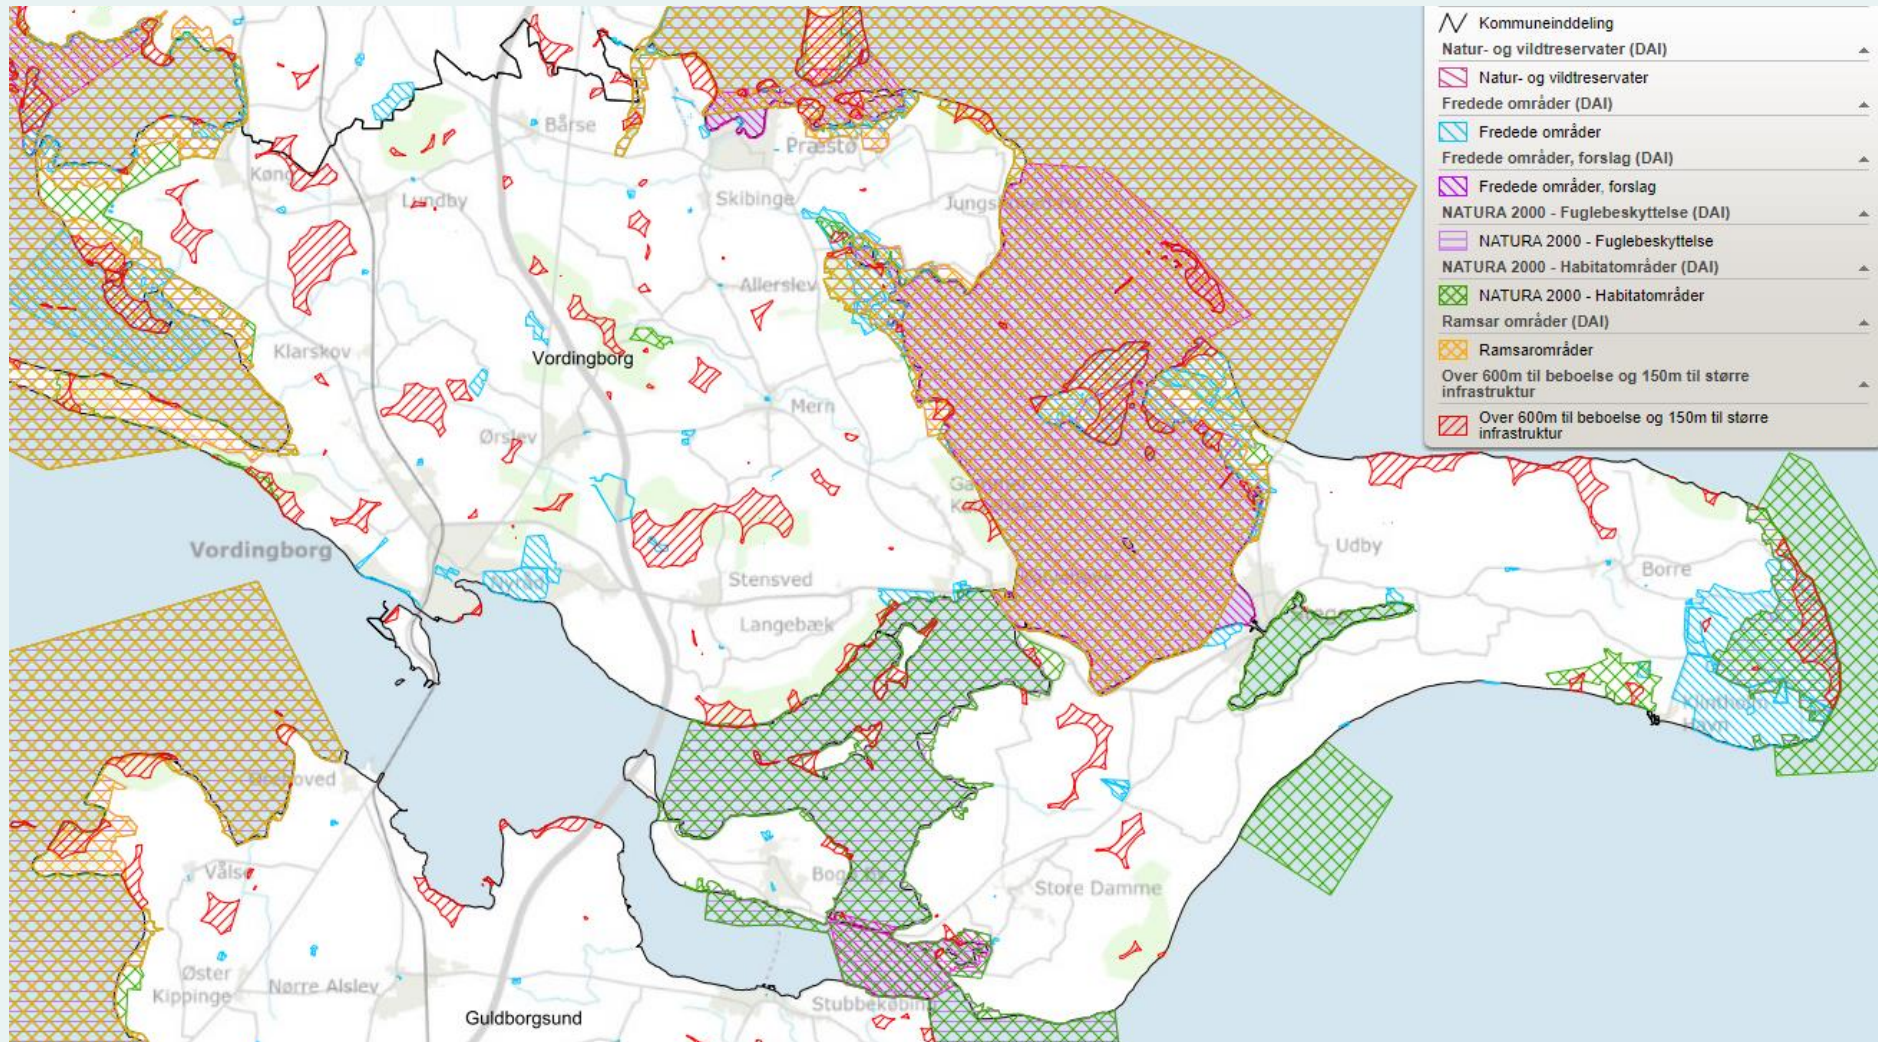 Kommuneinddeling
Natur- og vildtreservater (DAI)
Natur- og vildtreservater
Fredede områder (DAI)
Fredede områder
Fredede områder, forslag (DAI)
Fredede områder, forslag
NATURA 2000 - Fuglebeskyttelse (DAI)
NATURA 2000 - Fuglebeskyttelse
NATURA 2000 - Habitatområder (DAI)
NATURA 2000 - Habitatområder
Ramsar områder (DAI)
Ramsarområder
Over 600m til beboelse og 150m til større
infrastruktur
Over 600m til beboelse og 150m til større
infrastruktur
Bårse
Præstø
Lundby
Skibinge
Allerslev
Klarskov
Vordingborg
Mern
Ørslev
Vordingborg
Udby
Borre
Stensved
Langebæk
Store Damme
Øster
Kippinge
Nørre Alslev
Stubbekøbing
Guldborgsund